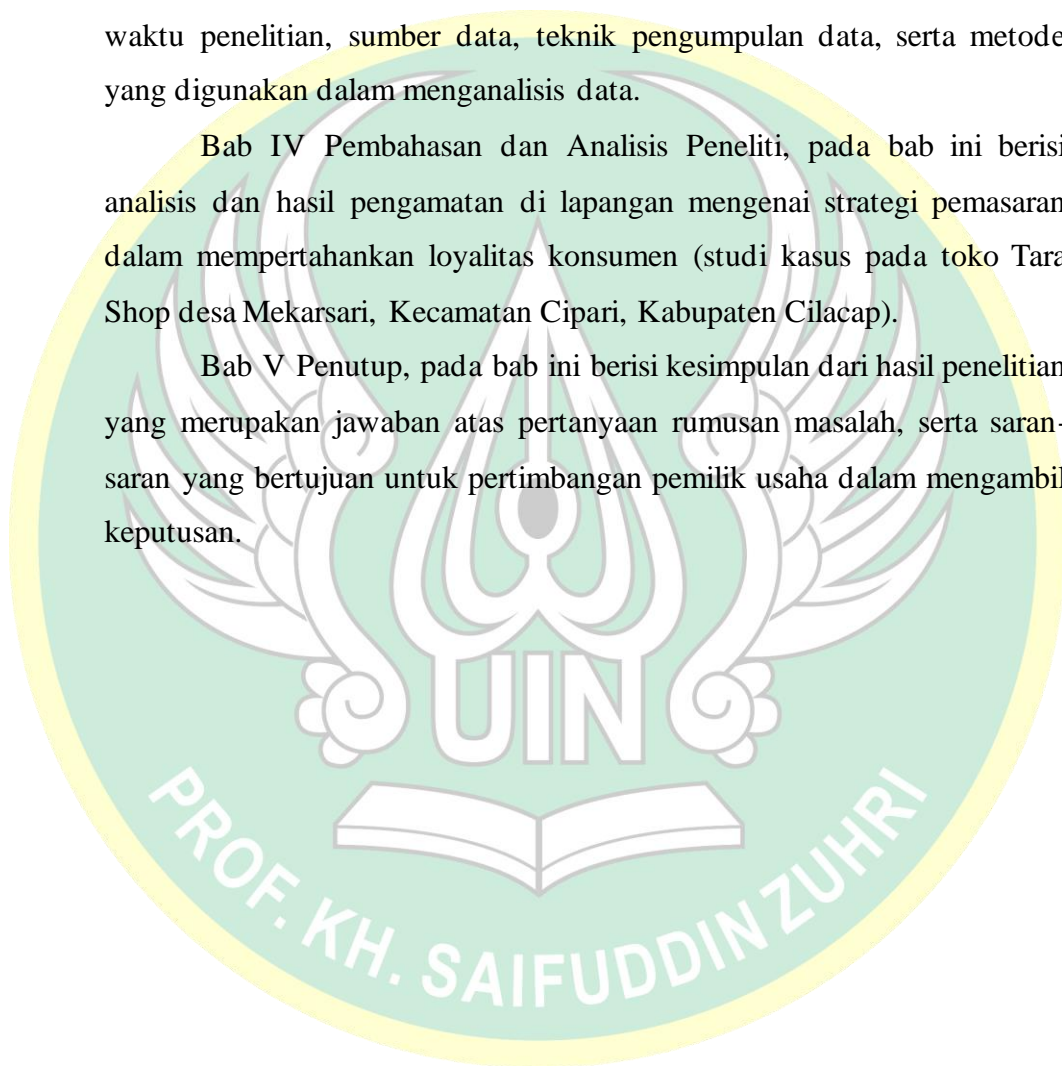 waktu penelitian, sumber data, teknik pengumpulan data, serta metode
yang digunakan dalam menganalisis data.
Bab IV Pembahasan dan Analisis Peneliti, pada bab ini berisi
analisis dan hasil pengamatan di lapangan mengenai strategi pemasaran
dalam mempertahankan loyalitas konsumen (studi kasus pada toko Tara
Shop desa Mekarsari, Kecamatan Cipari, Kabupaten Cilacap).
Bab V Penutup, pada bab ini berisi kesimpulan dari hasil penelitian
yang merupakan jawaban atas pertanyaan rumusan masalah, serta saran-
saran yang bertujuan untuk pertimbangan pemilik usaha dalam mengambil
keputusan.
UIN
PROF. KH. SAIFUDDIN ZUHRI